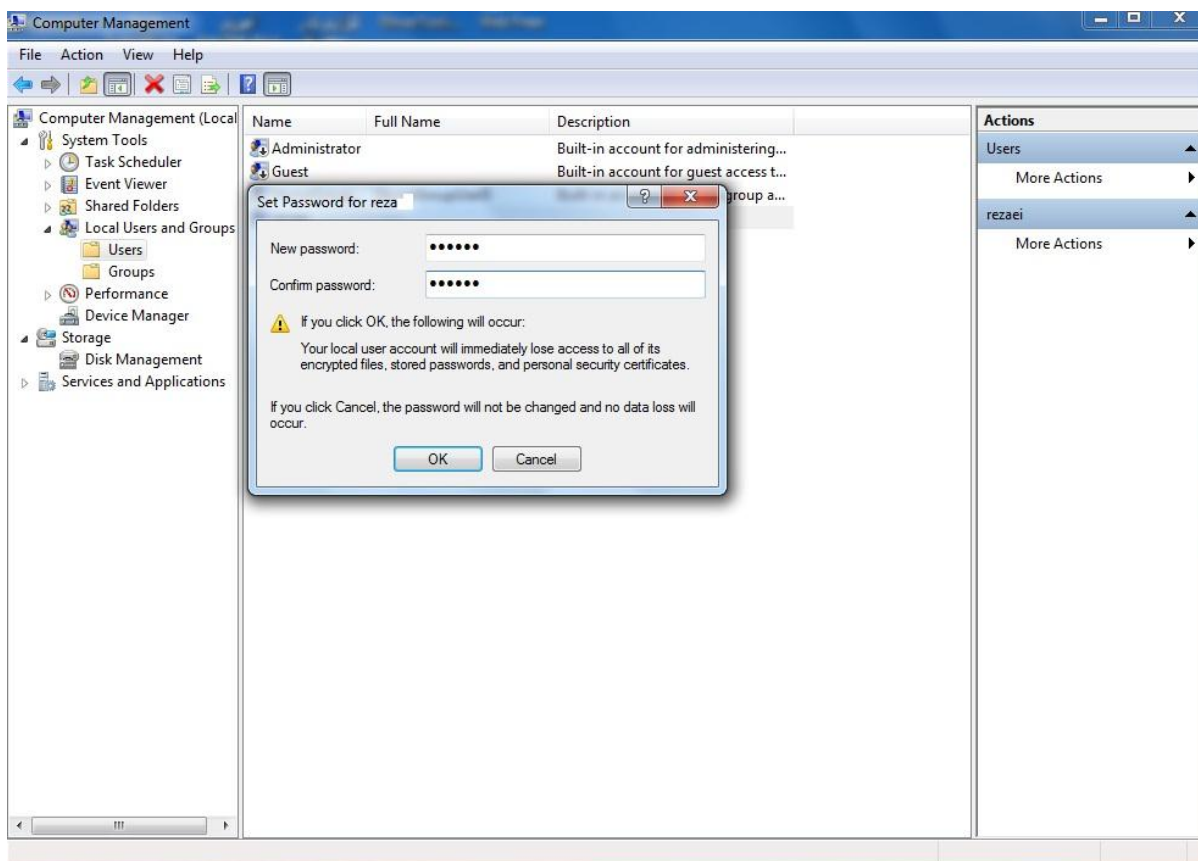 Computer Management
File Action View Help
Computer Management (Local
System Tools
Task Scheduler
Event Viewer
Shared Folders
Local Users and Groups
Users
Groups
Performance
Device Manager
Storage
Disk Management
Services and Applications
Name Full Name Description
Administrator Built-in account for administering...
Guest Built-in account for guest access t...
group a...
Set Password for reza
New password: ••••••
Confirm password: ••••••
If you click OK, the following will occur:
Your local user account will immediately lose access to all of its
encrypted files, stored passwords, and personal security certificates.
If you click Cancel, the password will not be changed and no data loss will
occur.
OK Cancel
Actions
Users
More Actions
rezaei
More Actions